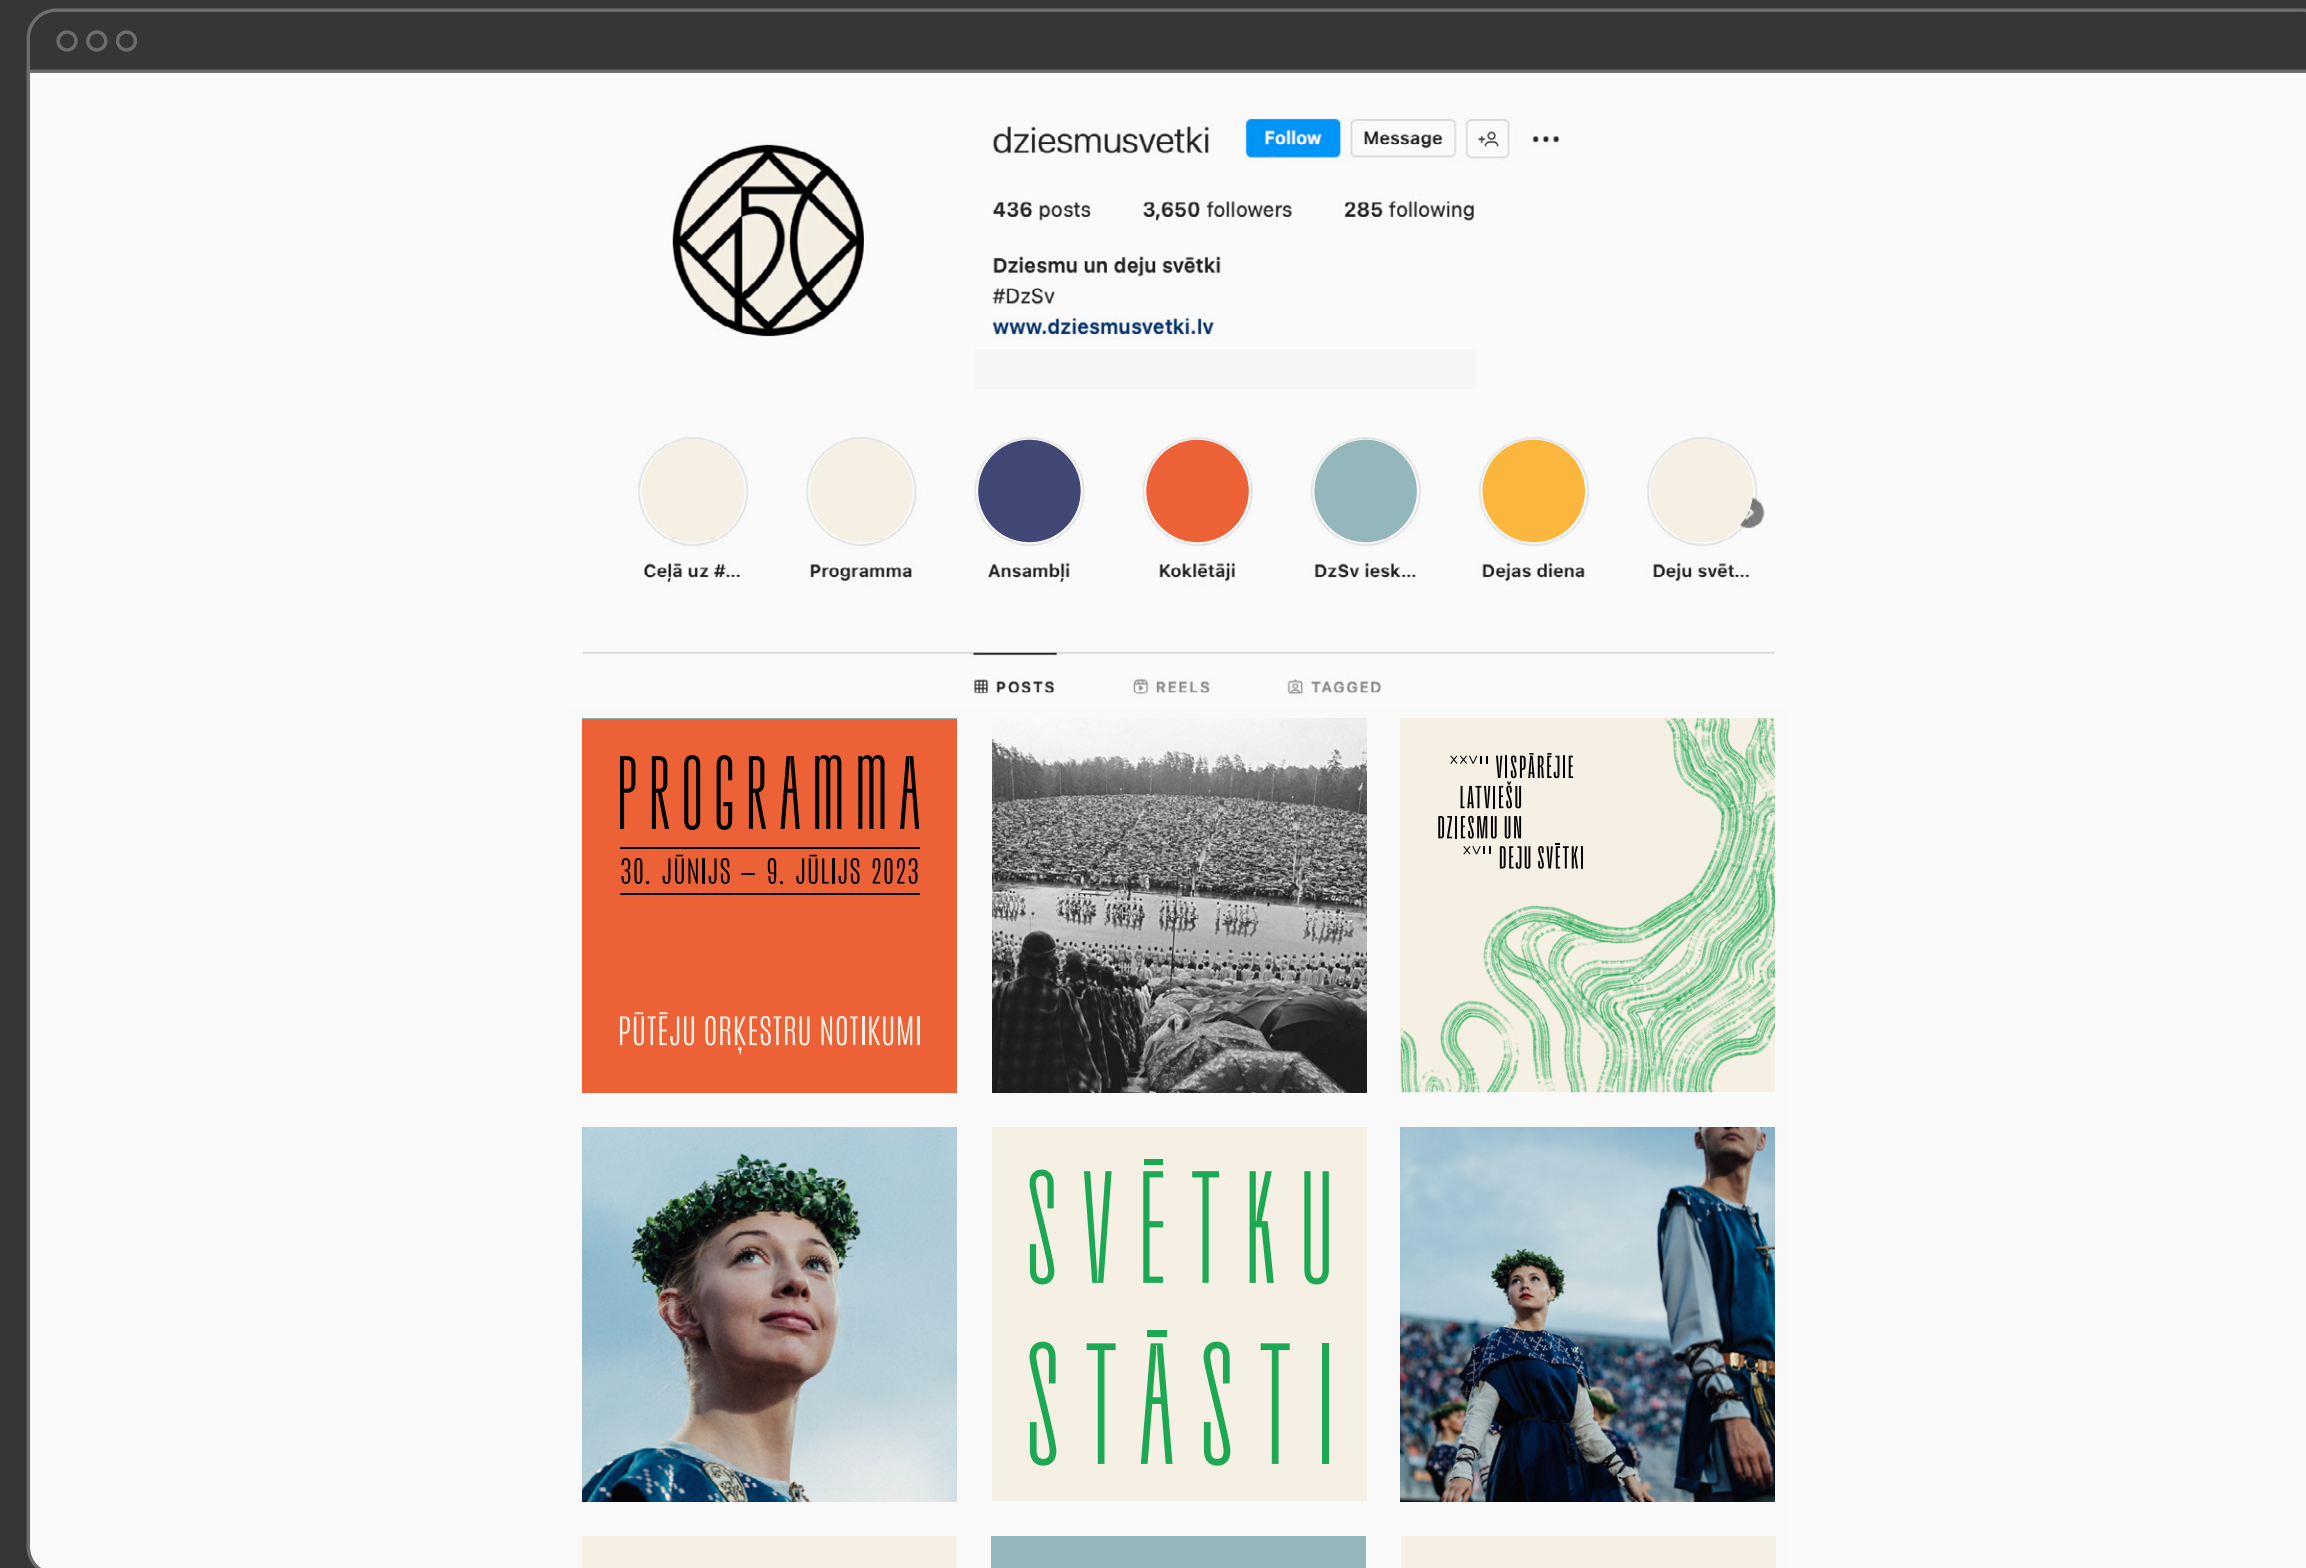 150
dziesmusvetki
Follow
Message
436 posts
3,650 followers
285 following
Dziesmu un deju svētki
#DzSv
www.dziesmusvetki.lv
Ceļā uz #...
Programma
Ansambļi
Koklētāji
DzSv iesk...
Dejas diena
Deju svēt...
POSTS
REELS
TAGGED
PROGRAMMA
30. JŪNIJS – 9. JŪLIJS 2023
PŪTĒJU ORĶESTRU NOTIKUMI
XXVII VISPĀRĒJIE
LATVIEŠU
DZIESMU UN
XVII DEJU SVĒTKI
SVĒTKU
STĀSTI